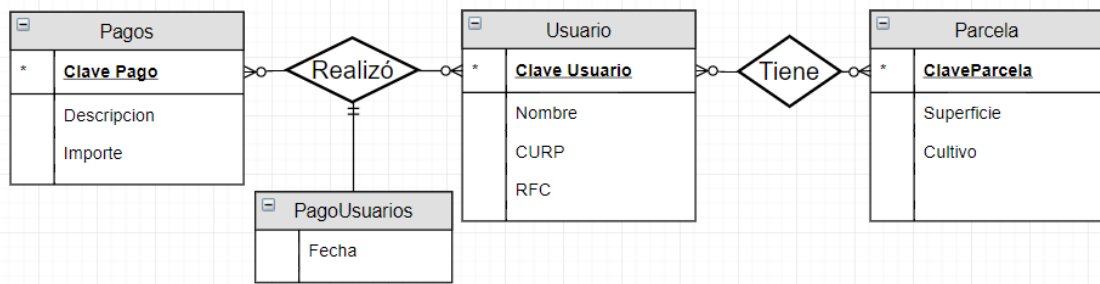 Pagos
* Clave Pago
Descripcion
Importe
Realizó
PagoUsuarios
Fecha
Usuario
* Clave Usuario
Nombre
CURP
RFC
Tiene
Parcela
* ClaveParcela
Superficie
Cultivo